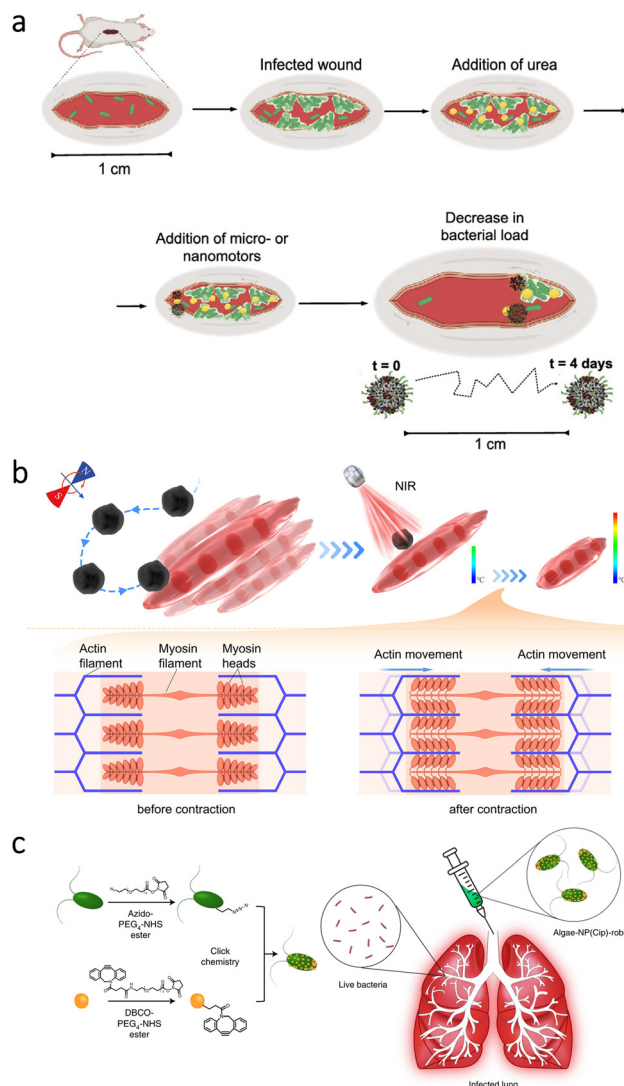 a
Infected wound
Addition of urea
1 cm
Addition of micro- or
nanomotors
Decrease in
bacterial load
t = 0
t = 4 days
1 cm
b
N
S
NIR
°C
°C
Actin
filament
Myosin
filament
Myosin
heads
Actin movement
Actin movement
before contraction
after contraction
c
Azido-
PEG₄-NHS
ester
Click
chemistry
DBCO-
PEG₄-NHS
ester
Live bacteria
Algae-NP(Cip)-rob
Infected lung